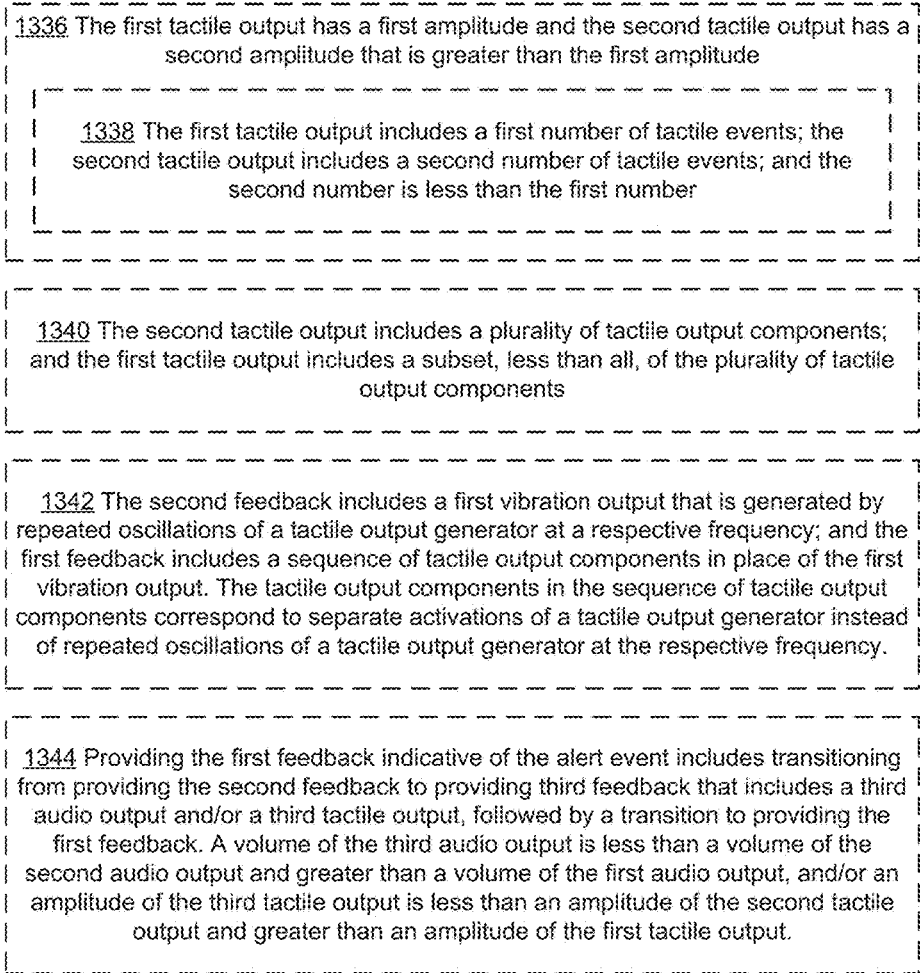 1336 The first tactile output has a first amplitude and the second tactile output has a
second amplitude that is greater than the first amplitude
1338 The first tactile output includes a first number of tactile events; the
second tactile output includes a second number of tactile events; and the
second number is less than the first number
1340 The second tactile output includes a plurality of tactile output components;
and the first tactile output includes a subset, less than all, of the plurality of tactile
output components
1342 The second feedback includes a first vibration output that is generated by
repeated oscillations of a tactile output generator at a respective frequency; and the
first feedback includes a sequence of tactile output components in place of the first
vibration output. The tactile output components in the sequence of tactile output
components correspond to separate activations of a tactile output generator instead
of repeated oscillations of a tactile output generator at the respective frequency.
1344 Providing the first feedback indicative of the alert event includes transitioning
from providing the second feedback to providing third feedback that includes a third
audio output and/or a third tactile output, followed by a transition to providing the
first feedback. A volume of the third audio output is less than a volume of the
second audio output and greater than a volume of the first audio output, and/or an
amplitude of the third tactile output is less than an amplitude of the second tactile
output and greater than an amplitude of the first tactile output.